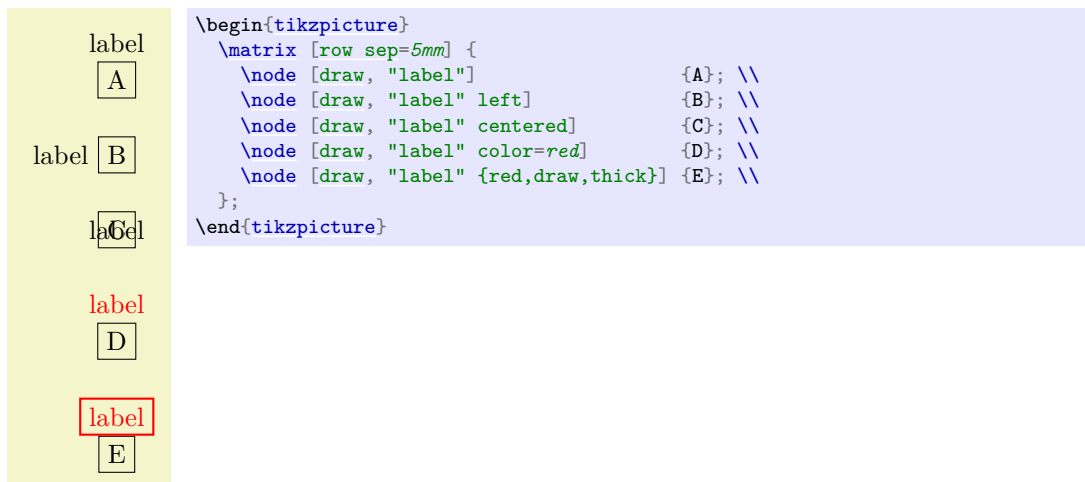 label
A
label B
C
label
label
D
label
E
\begin{tikzpicture}
  \matrix [row sep=5mm] {
    \node [draw, "label"]                  {A}; \\
    \node [draw, "label" left]             {B}; \\
    \node [draw, "label" centered]         {C}; \\
    \node [draw, "label" color=red]        {D}; \\
    \node [draw, "label" {red,draw,thick}] {E}; \\
  };
\end{tikzpicture}